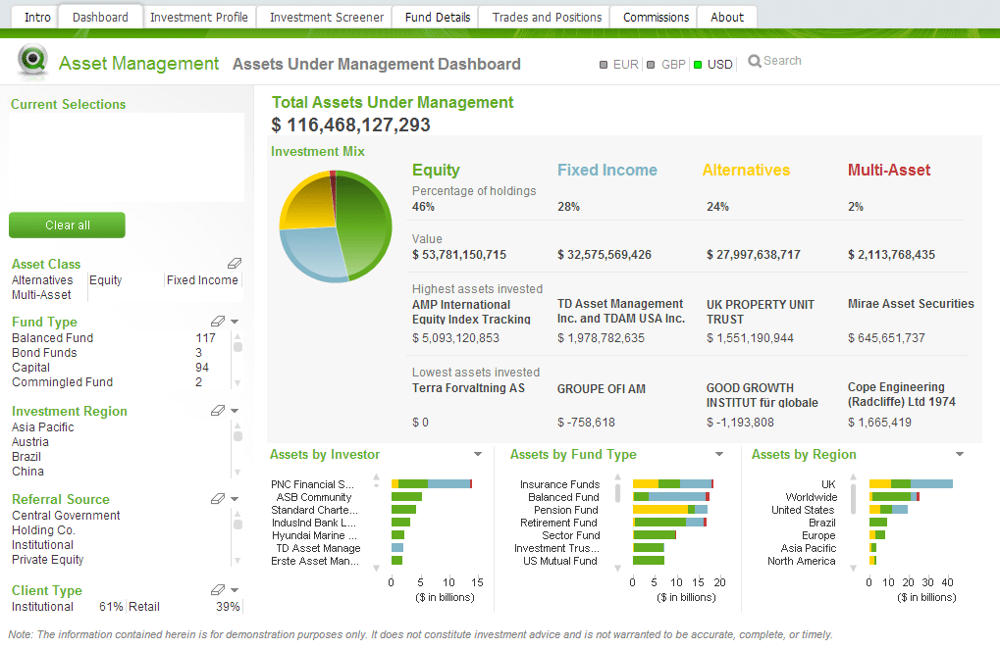 Intro Dashboard Investment Profile Investment Screener Fund Details Trades and Positions Commissions About
Asset Management Assets Under Management Dashboard EUR GBP USD Search
Current Selections
Clear all
Asset Class
Alternatives Equity Fixed Income
Multi-Asset
Fund Type
Balanced Fund 117
Bond Funds 3
Capital 94
Commingled Fund 2
Investment Region
Asia Pacific
Austria
Brazil
China
Referral Source
Central Government
Holding Co.
Institutional
Private Equity
Client Type
Institutional 61% Retail 39%
Total Assets Under Management
$ 116,468,127,293
Investment Mix
Equity Fixed Income Alternatives Multi-Asset
Percentage of holdings
46% 28% 24% 2%
Value
$ 53,781,150,715 $ 32,575,569,426 $ 27,997,638,717 $ 2,113,768,435
Highest assets invested
AMP International TD Asset Management UK PROPERTY UNIT Mirae Asset Securities
Equity Index Tracking Inc. and TDAM USA Inc. TRUST
$ 5,093,120,853 $ 1,978,782,635 $ 1,551,190,944 $ 645,651,737
Lowest assets invested
Terra Forvaltning AS GROUPE OFI AM GOOD GROWTH Cope Engineering
INSTITUT für globale (Radcliffe) Ltd 1974
$ 0 $ -758,618 $ -1,193,808 $ 1,665,419
Assets by Investor
PNC Financial S...
ASB Community
Standard Charte...
IndusInd Bank L...
Hyundai Marine ...
TD Asset Manage
Erste Asset Man...
0 5 10 15
($ in billions)
Assets by Fund Type
Insurance Funds
Balanced Fund
Pension Fund
Retirement Fund
Sector Fund
Investment Trus...
US Mutual Fund
0 5 10 15 20
($ in billions)
Assets by Region
UK
Worldwide
United States
Brazil
Europe
Asia Pacific
North America
0 10 20 30 40
($ in billions)
Note: The information contained herein is for demonstration purposes only. It does not constitute investment advice and is not warranted to be accurate, complete, or timely.